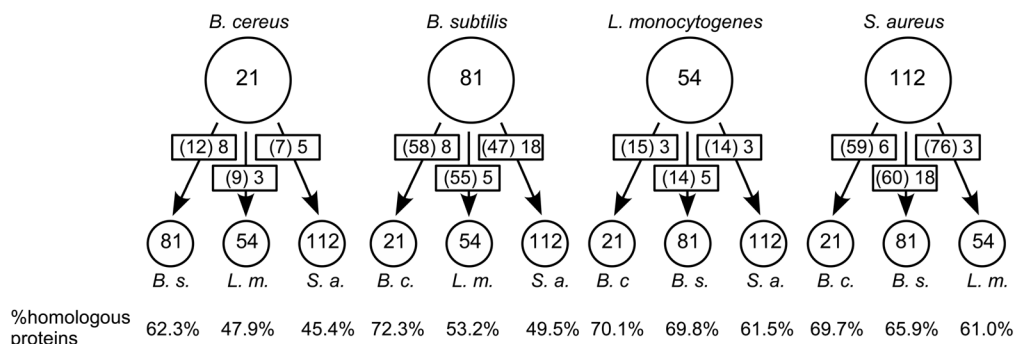 B. cereus B. subtilis L. monocytogenes S. aureus
21 81 54 112
(12) 8 (7) 5 (58) 8 (47) 18 (15) 3 (14) 3 (59) 6 (76) 3
(9) 3 (55) 5 (14) 5 (60) 18
81 54 112 21 54 112 21 81 112 21 81 54
B. s. L. m. S. a. B. c. L. m. S. a. B. c B. s. S. a. B. c. B. s. L. m.
%homologous
proteins 62.3% 47.9% 45.4% 72.3% 53.2% 49.5% 70.1% 69.8% 61.5% 69.7% 65.9% 61.0%